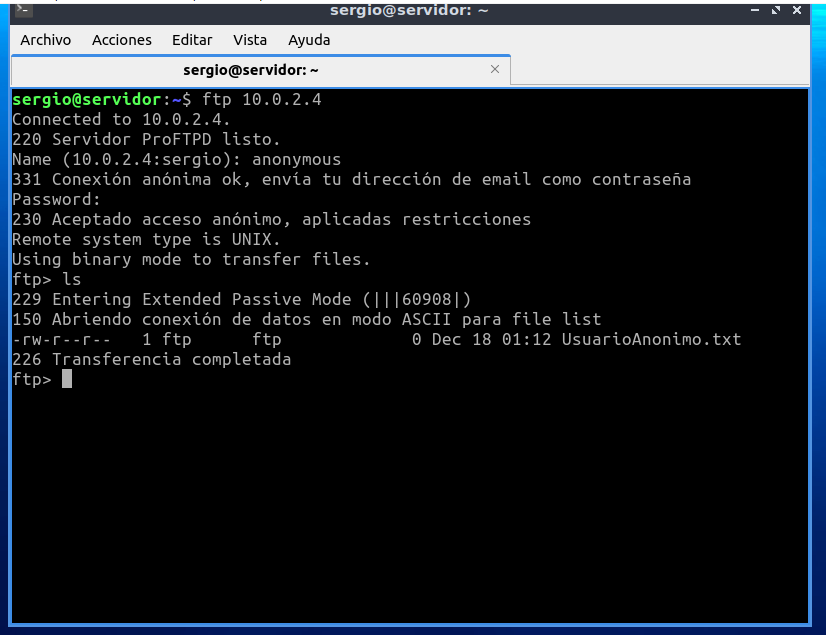 sergio@servidor: ~
Archivo Acciones Editar Vista Ayuda
sergio@servidor: ~
sergio@servidor:~$ ftp 10.0.2.4
Connected to 10.0.2.4.
220 Servidor ProFTPD listo.
Name (10.0.2.4:sergio): anonymous
331 Conexión anónima ok, envía tu dirección de email como contraseña
Password:
230 Aceptado acceso anónimo, aplicadas restricciones
Remote system type is UNIX.
Using binary mode to transfer files.
ftp> ls
229 Entering Extended Passive Mode (|||60908|)
150 Abriendo conexión de datos en modo ASCII para file list
-rw-r--r--   1 ftp      ftp             0 Dec 18 01:12 UsuarioAnonimo.txt
226 Transferencia completada
ftp>